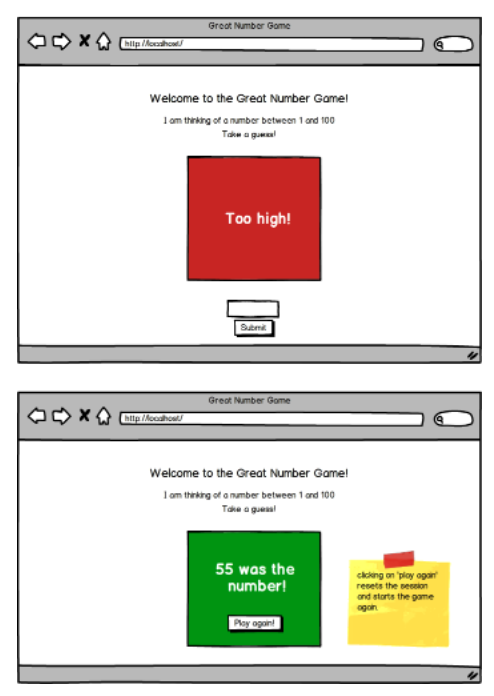 Great Number Game
http://localhost/
Welcome to the Great Number Game!
I am thinking of a number between 1 and 100
Take a guess!
Too high!
Submit
Great Number Game
http://localhost/
Welcome to the Great Number Game!
I am thinking of a number between 1 and 100
Take a guess!
55 was the
number!
Play again!
clicking on 'play again'
resets the session
and starts the game
again.